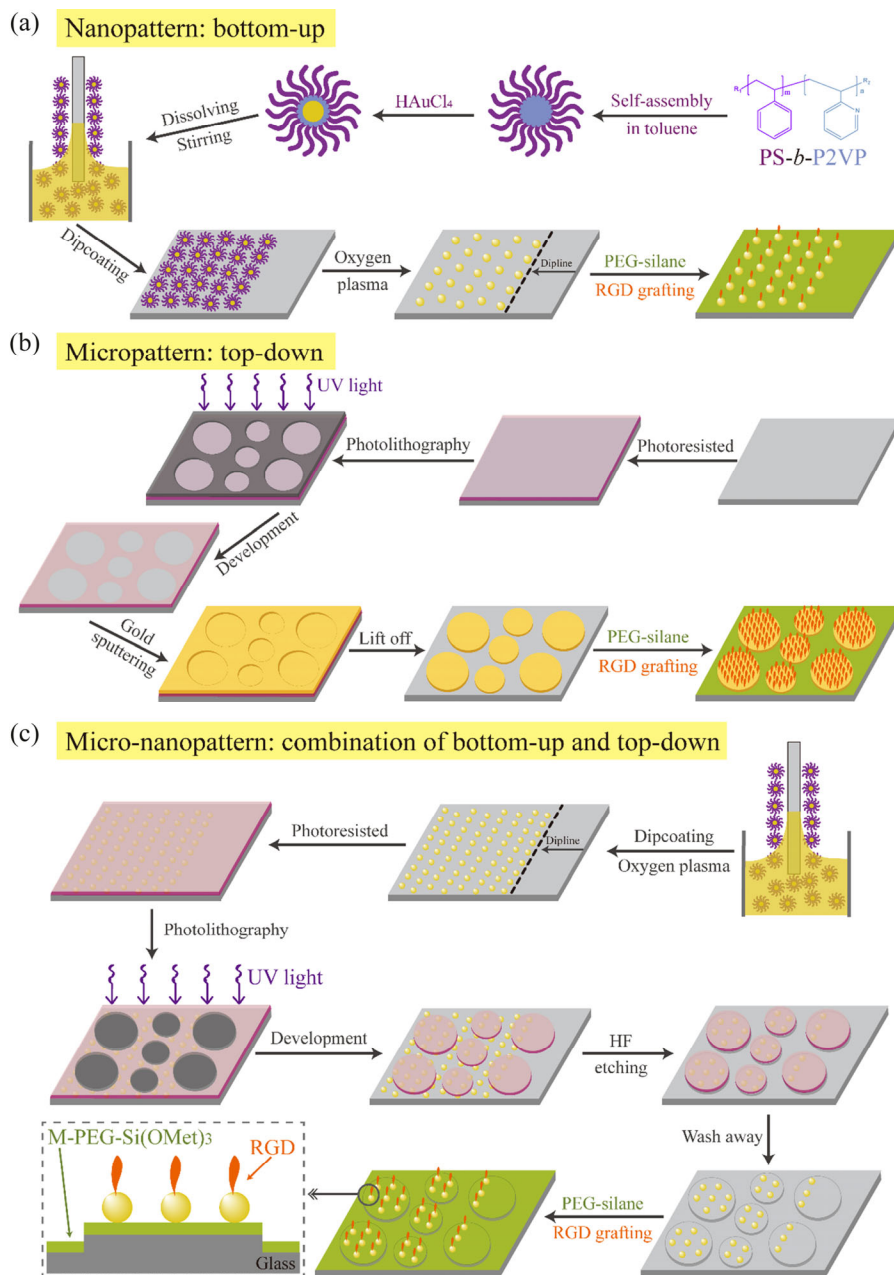 (a)
Nanopattern: bottom-up
Dissolving
Stirring
HAuCl₄
Self-assembly
in toluene
R₁
m
n
R₂
N
PS-b-P2VP
Dipcoating
Oxygen
plasma
Dipline
PEG-silane
RGD grafting
(b)
Micropattern: top-down
UV light
Photolithography
Photoresisted
Development
Gold
sputtering
Lift off
PEG-silane
RGD grafting
(c)
Micro-nanopattern: combination of bottom-up and top-down
Photoresisted
Dipline
Dipcoating
Oxygen plasma
Photolithography
UV light
Development
HF
etching
Wash away
M-PEG-Si(OMet)₃
RGD
Glass
PEG-silane
RGD grafting